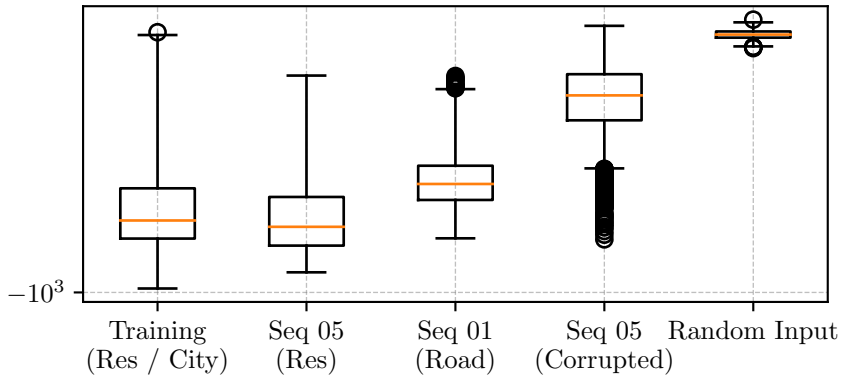 −10³
Training
(Res / City)
Seq 05
(Res)
Seq 01
(Road)
Seq 05
(Corrupted)
Random Input